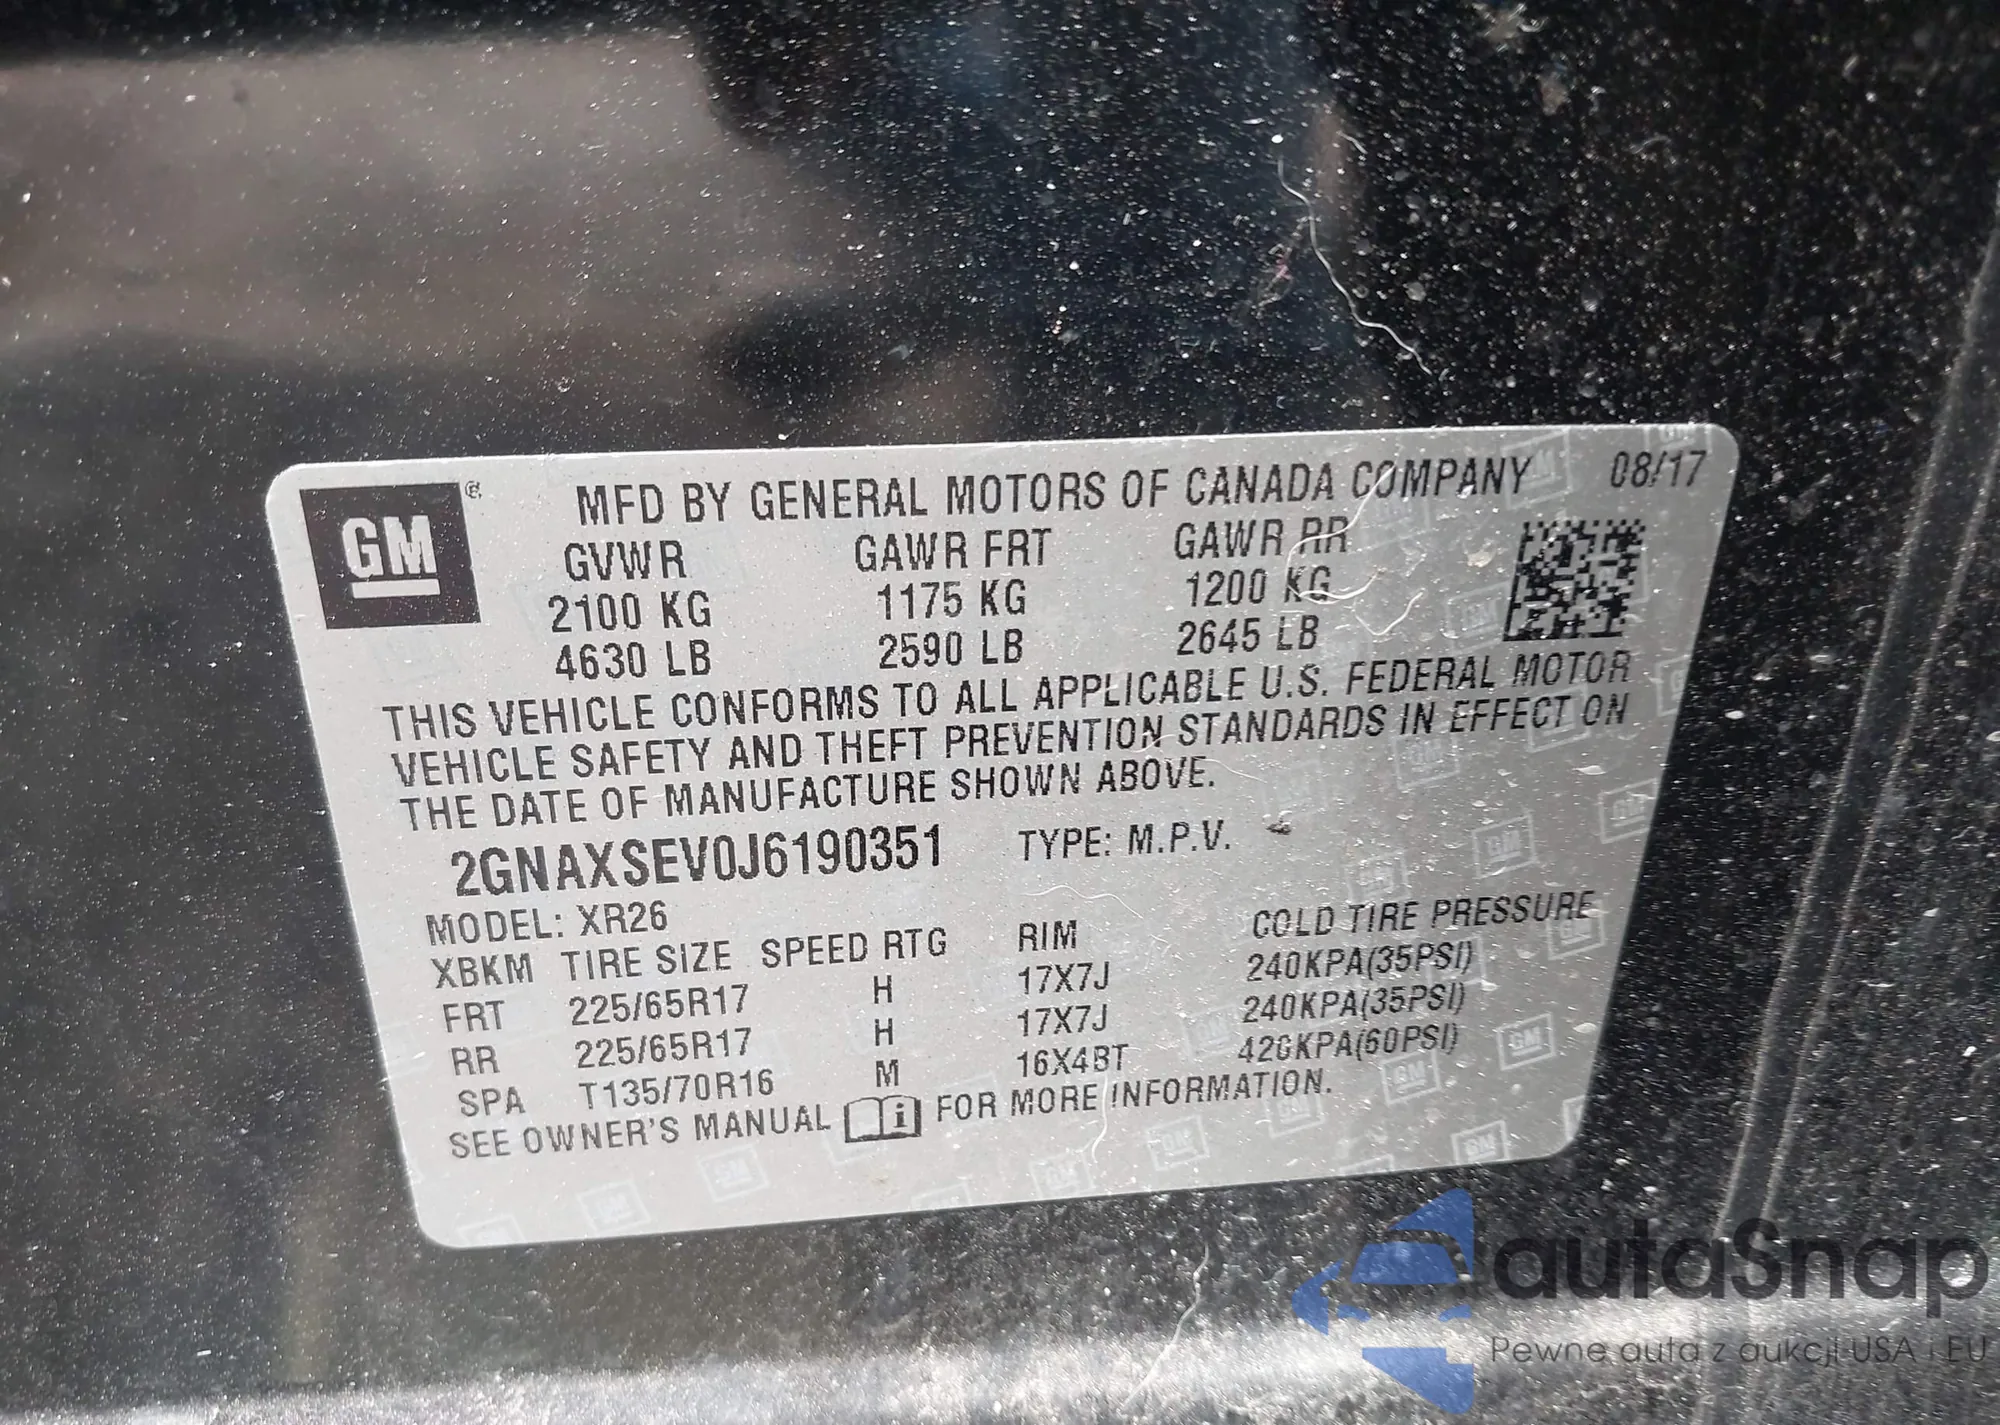 GM ®
MFD BY GENERAL MOTORS OF CANADA COMPANY 08/17
GVWR GAWR FRT GAWR RR
2100 KG 1175 KG 1200 KG
4630 LB 2590 LB 2645 LB
THIS VEHICLE CONFORMS TO ALL APPLICABLE U.S. FEDERAL MOTOR
VEHICLE SAFETY AND THEFT PREVENTION STANDARDS IN EFFECT ON
THE DATE OF MANUFACTURE SHOWN ABOVE.
2GNAXSEV0J6190351 TYPE: M.P.V.
MODEL: XR26
XBKM TIRE SIZE SPEED RTG RIM COLD TIRE PRESSURE
FRT 225/65R17 H 17X7J 240KPA(35PSI)
RR 225/65R17 H 17X7J 240KPA(35PSI)
SPA T135/70R16 M 16X4BT 420KPA(60PSI)
SEE OWNER'S MANUAL i FOR MORE INFORMATION.
autaSnap
Pewne auta z aukcji USA i EU